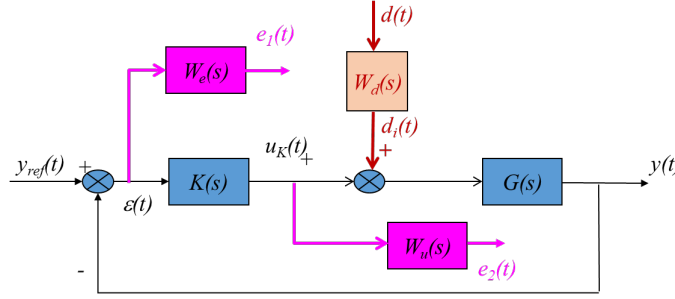 d(t)
e1(t)
We(s)
Wd(s)
di(t)
uK(t)
+
+
yref(t)
+
K(s)
G(s)
y(t)
ε(t)
Wu(s)
-
e2(t)